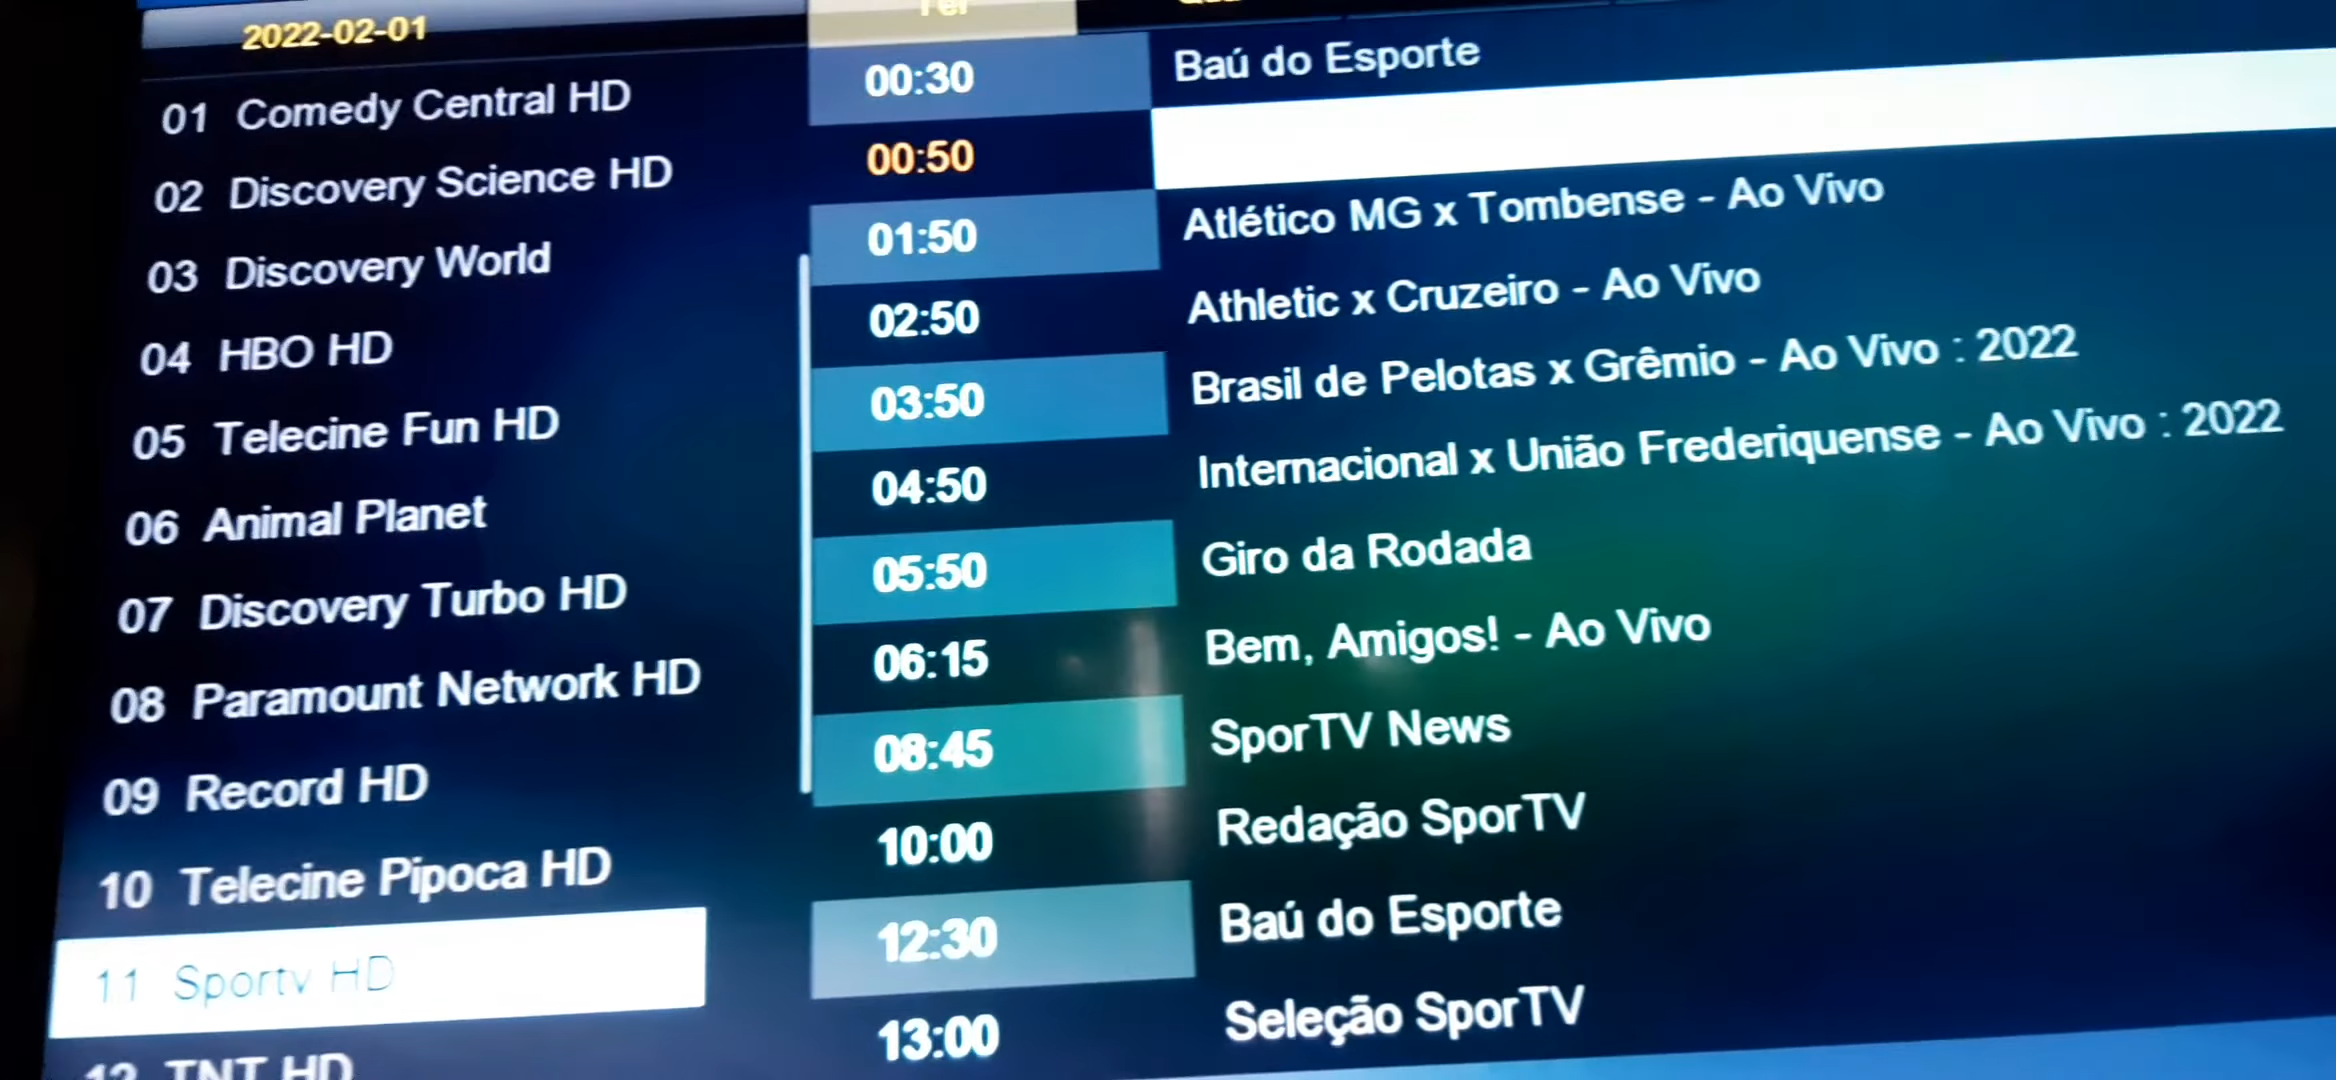 2022-02-01
Ter
01 Comedy Central HD
02 Discovery Science HD
03 Discovery World
04 HBO HD
05 Telecine Fun HD
06 Animal Planet
07 Discovery Turbo HD
08 Paramount Network HD
09 Record HD
10 Telecine Pipoca HD
11 Sportv HD
12 TNT HD
00:30 Baú do Esporte
00:50
01:50 Atlético MG x Tombense - Ao Vivo
02:50 Athletic x Cruzeiro - Ao Vivo
03:50 Brasil de Pelotas x Grêmio - Ao Vivo : 2022
04:50 Internacional x União Frederiquense - Ao Vivo : 2022
05:50 Giro da Rodada
06:15 Bem, Amigos! - Ao Vivo
08:45 SporTV News
10:00 Redação SporTV
12:30 Baú do Esporte
13:00 Seleção SporTV